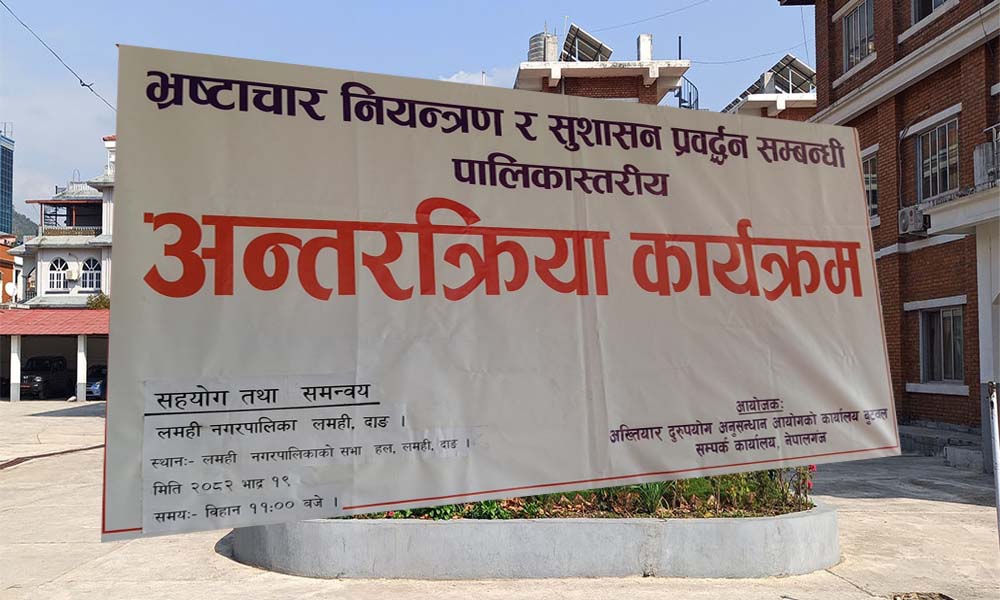 भ्रष्टाचार नियन्त्रण र सुशासन प्रवर्द्धन सम्बन्धी
पालिकास्तरीय
अन्तरक्रिया कार्यक्रम
सहयोग तथा समन्वय
लमही नगरपालिका लमही, दाङ ।
स्थानः- लमही नगरपालिकाको सभा हल, लमही, दाङ ।
मिति २०८२ भाद्र १९
समयः- विहान ११:०० बजे ।
आयोजकः
अख्तियार दुरुपयोग अनुसन्धान आयोगको कार्यालय बुटवल
सम्पर्क कार्यालय, नेपालगंज